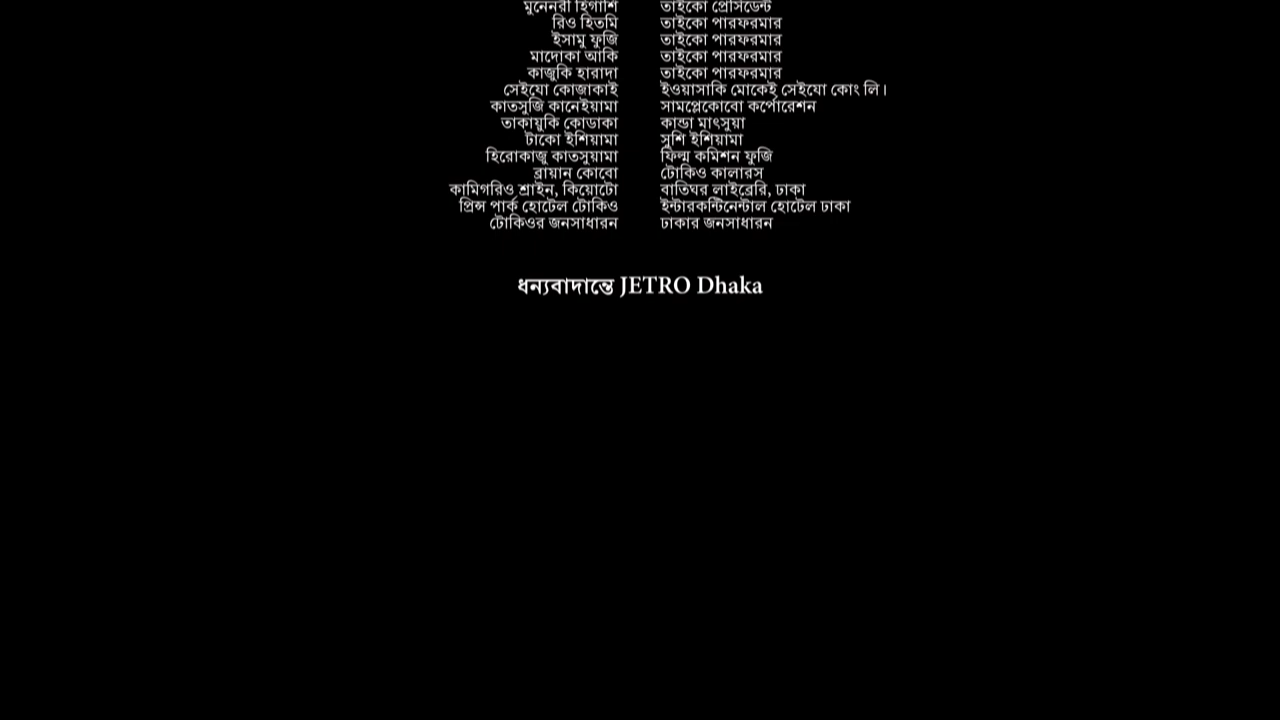 মুনেনরী হিগাশি তাইকো প্রেসিডেন্ট
রিও হিতমি তাইকো পারফরমার
ইসামু ফুজি তাইকো পারফরমার
মাদোকা আকি তাইকো পারফরমার
কাজুকি হারাদা তাইকো পারফরমার
সেইযো কোজাকাই ইওয়াসাকি মোকেই সেইযো কোং লি।
কাতসুজি কানেইয়ামা সামপ্লেকোবো কর্পোরেশন
তাকায়ুকি কোডাকা কান্ডা মাৎসুয়া
টাকো ইশিয়ামা সুশি ইশিয়ামা
হিরোকাজু কাতসুয়ামা ফিল্ম কমিশন ফুজি
ব্রায়ান কোবো টোকিও কালারস
কামিগরিও শ্রাইন, কিয়োটো বাতিঘর লাইব্রেরি, ঢাকা
প্রিন্স পার্ক হোটেল টোকিও ইন্টারকন্টিনেন্টাল হোটেল ঢাকা
টোকিওর জনসাধারন ঢাকার জনসাধারন
ধন্যবাদান্তে JETRO Dhaka